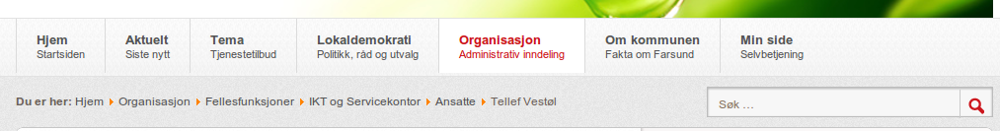 Hjem Aktuelt Tema Lokaldemokrati Organisasjon Om kommunen Min side
Startsiden Siste nytt Tjenestetilbud Politikk, råd og utvalg Administrativ inndeling Fakta om Farsund Selvbetjening
Du er her: Hjem Organisasjon Fellesfunksjoner IKT og Servicekontor Ansatte Tellef Vestøl
Søk ...